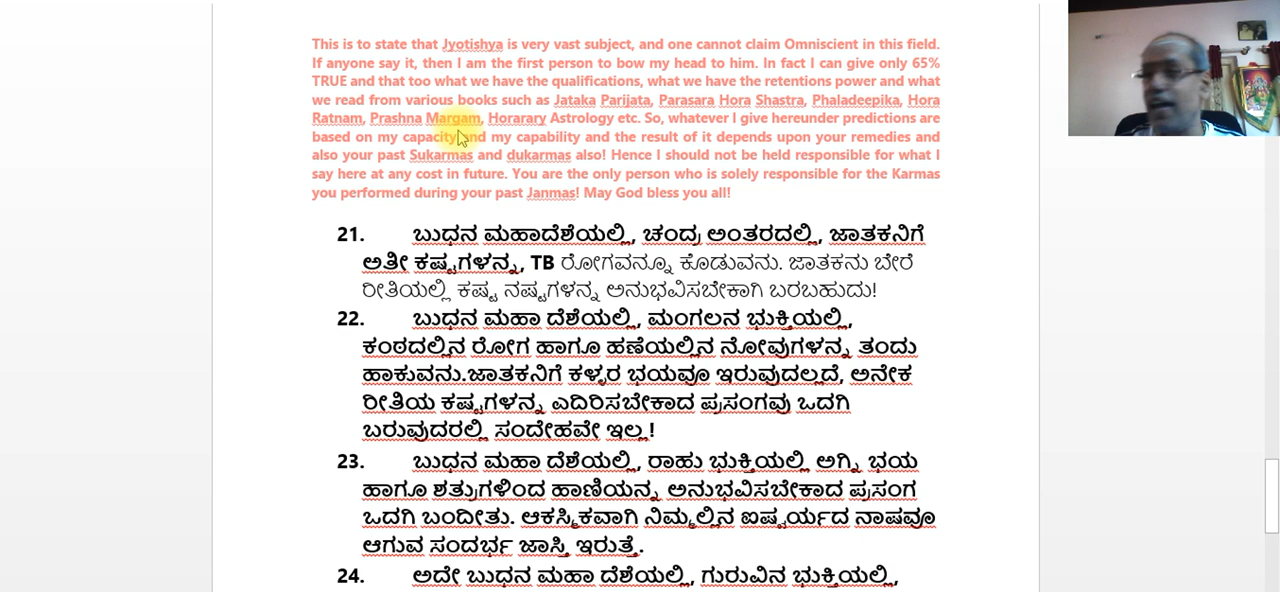 This is to state that Jyotishya is very vast subject, and one cannot claim Omniscient in this field.
If anyone say it, then I am the first person to bow my head to him. In fact I can give only 65%
TRUE and that too what we have the qualifications, what we have the retentions power and what
we read from various books such as Jataka Parijata, Parasara Hora Shastra, Phaladeepika, Hora
Ratnam, Prashna Margam, Horarary Astrology etc. So, whatever I give hereunder predictions are
based on my capacity and my capability and the result of it depends upon your remedies and
also your past Sukarmas and dukarmas also! Hence I should not be held responsible for what I
say here at any cost in future. You are the only person who is solely responsible for the Karmas
you performed during your past Janmas! May God bless you all!
21. ಬುಧನ ಮಹಾದೆಶೆಯಲ್ಲಿ, ಚಂದ್ರ ಅಂತರದಲ್ಲಿ, ಜಾತಕನಿಗೆ
ಅತೀ ಕಷ್ಟಗಳನ್ನ, TB ರೋಗವನ್ನೂ ಕೊಡುವನು. ಜಾತಕನು ಬೇರೆ
ರೀತಿಯಲ್ಲಿ ಕಷ್ಟ ನಷ್ಟಗಳನ್ನ ಅನುಭವಿಸಬೇಕಾಗಿ ಬರಬಹುದು!
22. ಬುಧನ ಮಹಾ ದೆಶೆಯಲ್ಲಿ, ಮಂಗಲನ ಭುಕ್ತಿಯಲ್ಲಿ,
ಕಂಠದಲ್ಲಿನ ರೋಗ ಹಾಗೂ ಹಣೆಯಲ್ಲಿನ ನೋವುಗಳನ್ನ ತಂದು
ಹಾಕುವನು.ಜಾತಕನಿಗೆ ಕಳ್ಳರ ಭಯವೂ ಇರುವುದಲ್ಲದೆ, ಅನೇಕ
ರೀತಿಯ ಕಷ್ಟಗಳನ್ನ ಎದಿರಿಸಬೇಕಾದ ಪ್ರಸಂಗವು ಒದಗಿ
ಬರುವುದರಲ್ಲಿ ಸಂದೇಹವೇ ಇಲ್ಲ!
23. ಬುಧನ ಮಹಾ ದೆಶೆಯಲ್ಲಿ, ರಾಹು ಭುಕ್ತಿಯಲ್ಲಿ ಅಗ್ನಿ ಭಯ
ಹಾಗೂ ಶತ್ರುಗಳಿಂದ ಹಾಣಿಯನ್ನ ಅನುಭವಿಸಬೇಕಾದ ಪ್ರಸಂಗ
ಒದಗಿ ಬಂದೀತು. ಆಕಸ್ಮಿಕವಾಗಿ ನಿಮ್ಮಲ್ಲಿನ ಐಷ್ವರ್ಯದ ನಾಷವೂ
ಆಗುವ ಸಂದರ್ಭ ಜಾಸ್ತಿ ಇರುತ್ತೆ.
24. ಅದೇ ಬುಧನ ಮಹಾ ದೆಶೆಯಲ್ಲಿ, ಗುರುವಿನ ಭುಕ್ತಿಯಲ್ಲಿ,